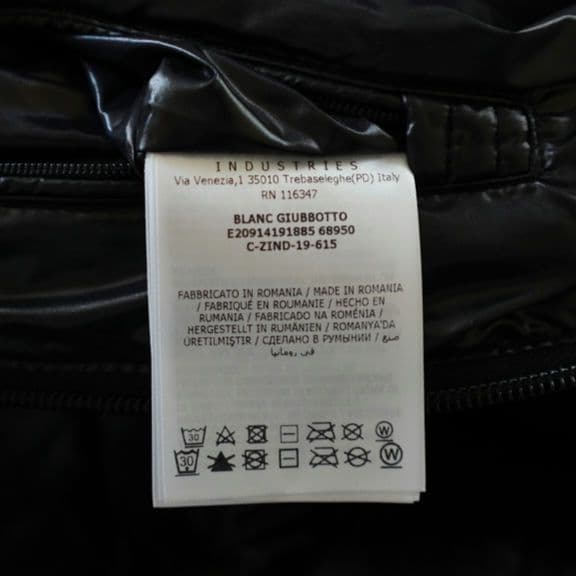 INDUSTRIES
Via Venezia,1 35010 Trebaseleghe(PD) Italy
RN 116347
BLANC GIUBBOTTO
E20914191885 68950
C-ZIND-19-615
FABBRICATO IN ROMANIA / MADE IN ROMANIA
/ FABRIQUÉ EN ROUMANIE / HECHO EN
RUMANIA / FABRICADO NA ROMÉNIA /
HERGESTELLT IN RUMÄNIEN / ROMANYA'DA
ÜRETILMIŞTIR / СДЕЛАНО В РУМЫНИИ / صنع
في رومانيا
30 W
30 W